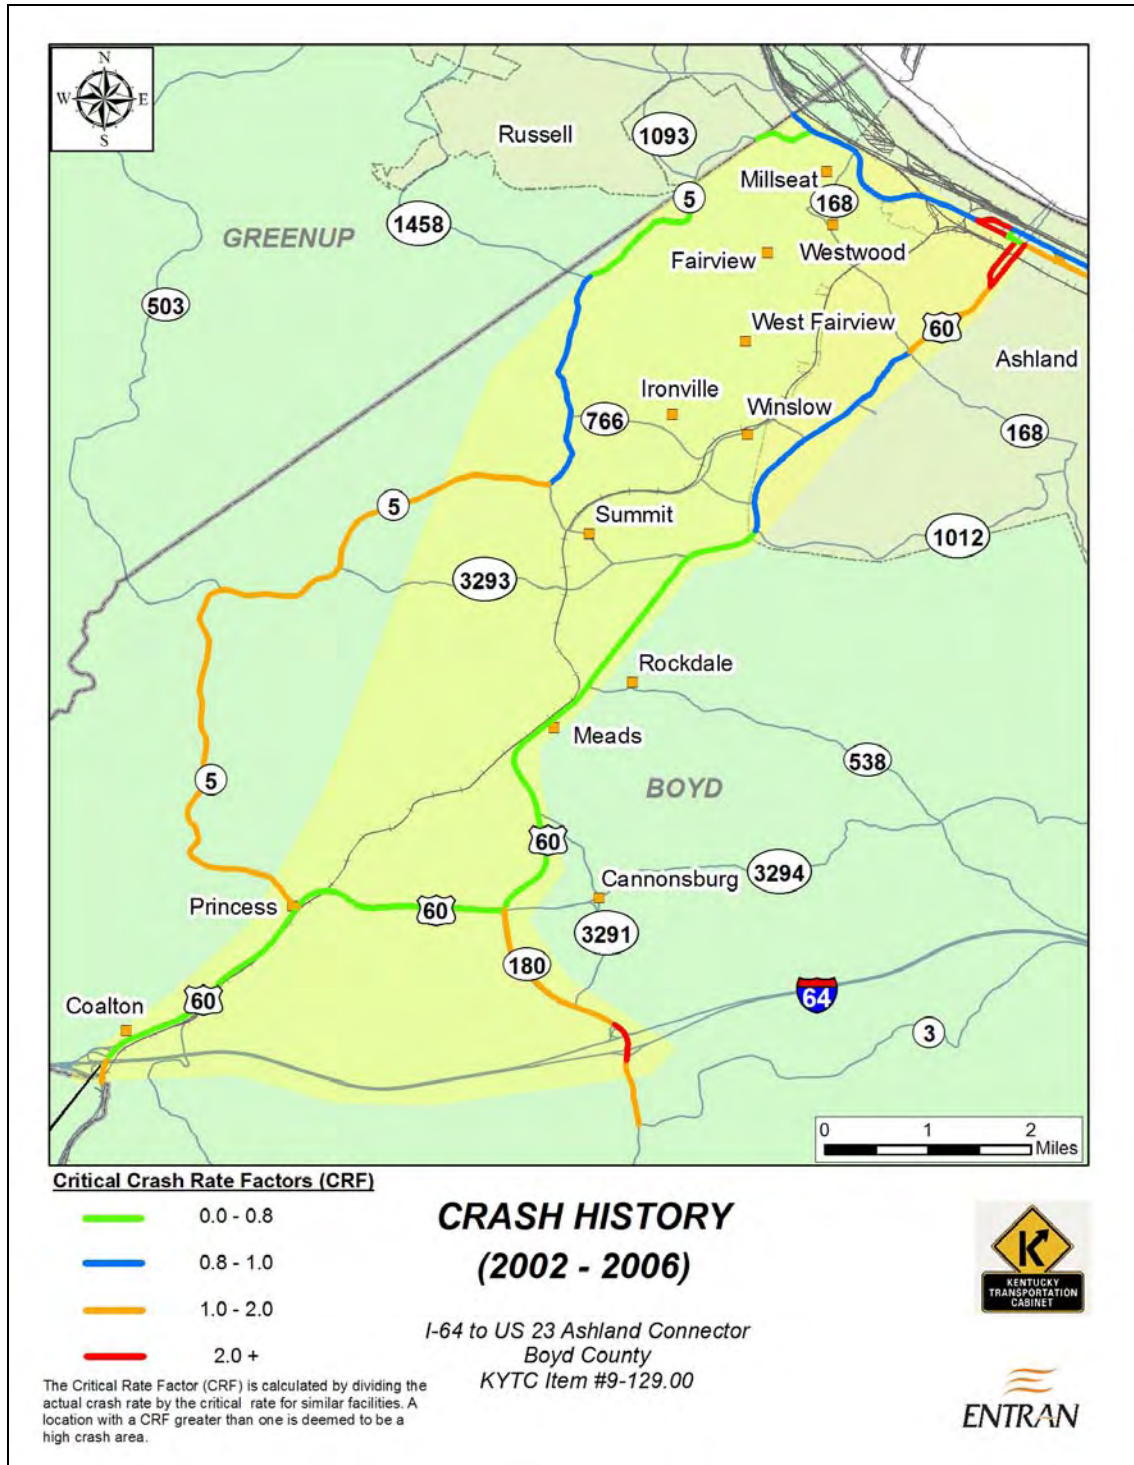 N
W
E
S
Russell
1093
Millseat
5
168
1458
GREENUP
Westwood
Fairview
503
West Fairview
60
Ashland
Ironville
Winslow
766
168
5
Summit
1012
3293
Rockdale
Meads
538
5
BOYD
60
3294
Cannonsburg
Princess
60
3291
180
64
60
Coalton
3
0 1 2
Miles
Critical Crash Rate Factors (CRF)
0.0 - 0.8
0.8 - 1.0
1.0 - 2.0
2.0 +
The Critical Rate Factor (CRF) is calculated by dividing the
actual crash rate by the critical rate for similar facilities. A
location with a CRF greater than one is deemed to be a
high crash area.
CRASH HISTORY
(2002 - 2006)
I-64 to US 23 Ashland Connector
Boyd County
KYTC Item #9-129.00
K
KENTUCKY
TRANSPORTATION
CABINET
ENTRAN